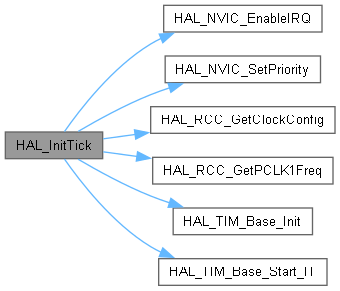 HAL_NVIC_EnableIRQ
HAL_NVIC_SetPriority
HAL_RCC_GetClockConfig
HAL_InitTick
HAL_RCC_GetPCLK1Freq
HAL_TIM_Base_Init
HAL_TIM_Base_Start_IT